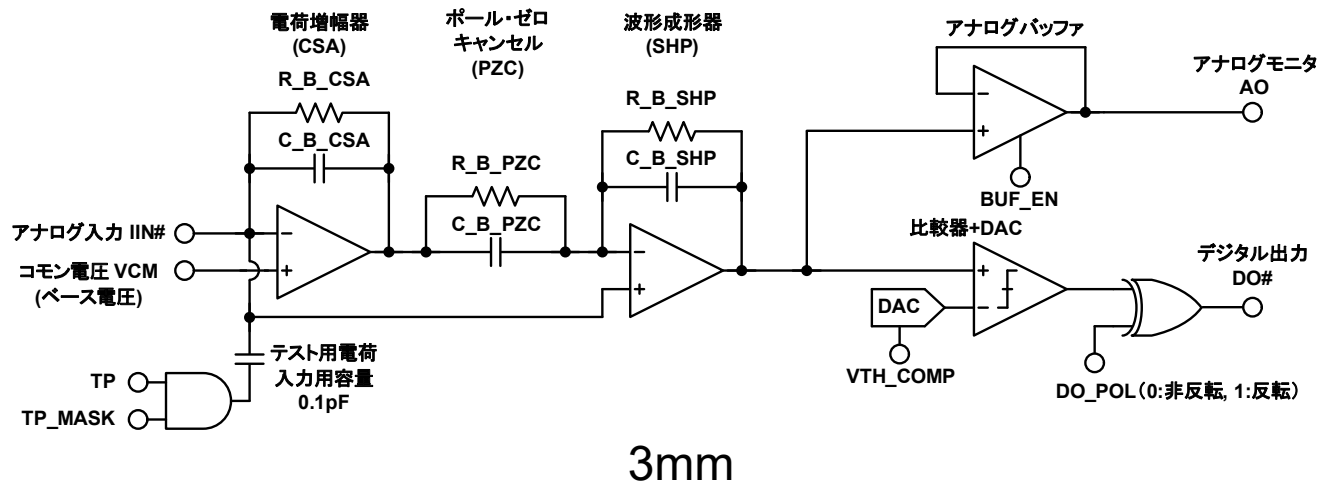 電荷増幅器
(CSA)
R_B_CSA
C_B_CSA
ポール・ゼロ
キャンセル
(PZC)
R_B_PZC
C_B_PZC
波形成形器
(SHP)
R_B_SHP
C_B_SHP
アナログバッファ
アナログモニタ
AO
BUF_EN
アナログ入力 IIN#
コモン電圧 VCM
(ベース電圧)
比較器+DAC
デジタル出力
DO#
DAC
VTH_COMP
DO_POL(0:非反転, 1:反転)
テスト用電荷
入力用容量
0.1pF
TP
TP_MASK
3mm